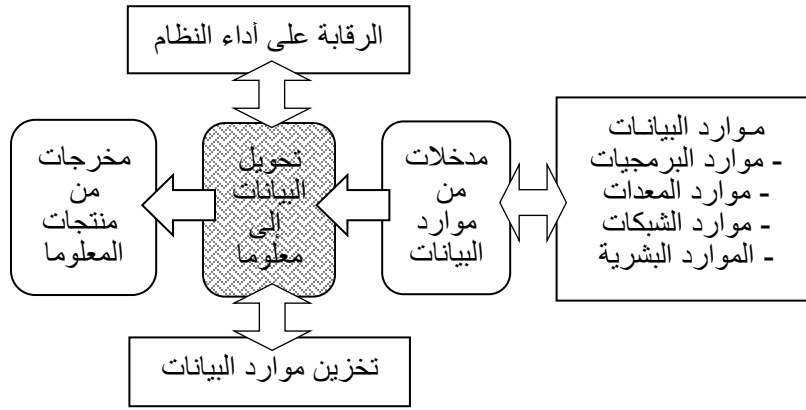 الرقابة على أداء النظام
موارد البيانات
- موارد البرمجيات
- موارد المعدات
- موارد الشبكات
- الموارد البشرية
مدخلات
من
موارد
البيانات
تحويل
البيانات
إلى
معلوما
مخرجات
من
منتجات
المعلوما
تخزين موارد البيانات